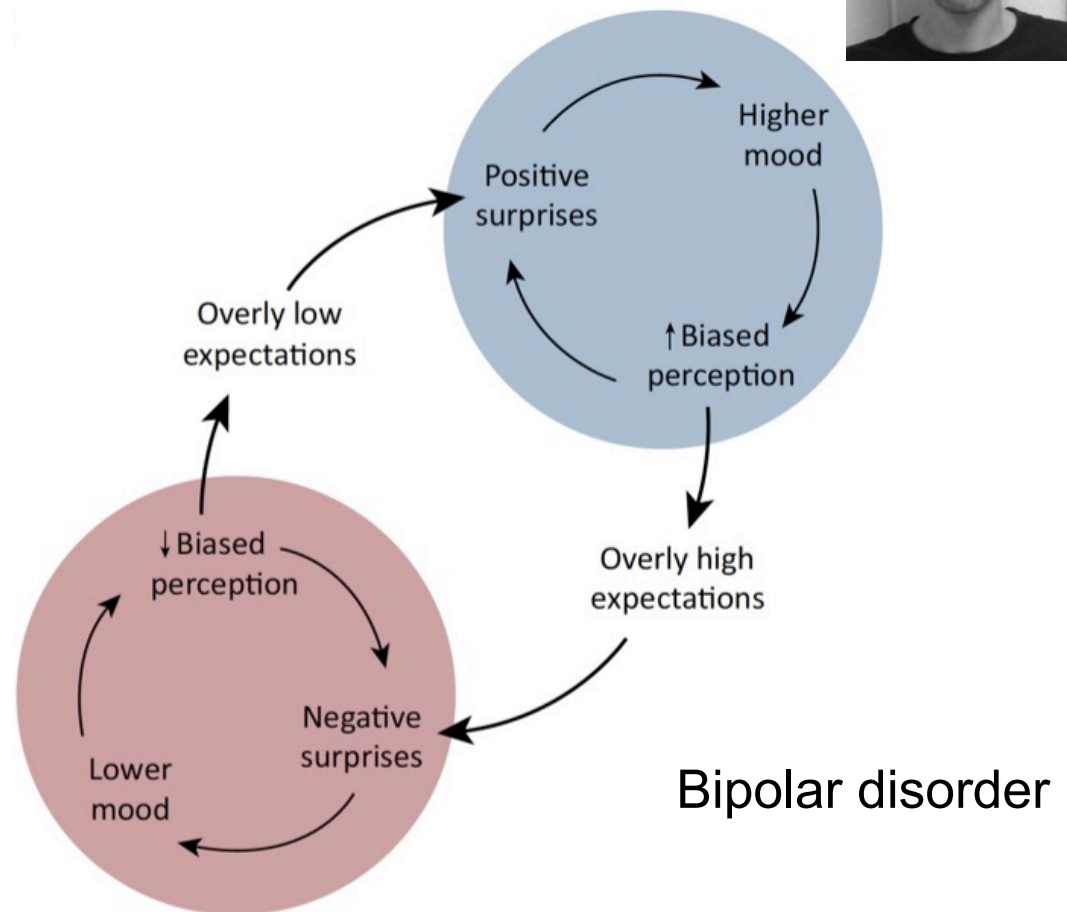 Higher
mood
Positive
surprises
Overly low
expectations
↑Biased
perception
↓Biased
perception
Overly high
expectations
Negative
surprises
Lower
mood
Bipolar disorder